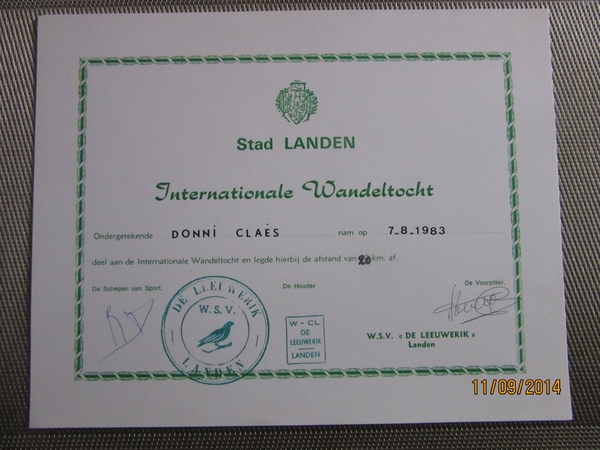 Stad LANDEN
Internationale Wandeltocht
Ondergetekende DONNi CLAES nam op 7-8-1983
deel aan de Internationale Wandeltocht en legde hierbij de afstand van 20 km. af.
De Schepen van Sport. De Houder De Voorzitter,
DE LEEUWERIK
W.S.V.
LANDEN
W-CL
DE
LEEUWERIK
LANDEN
W.S.V. « DE LEEUWERIK »
Landen
11/09/2014